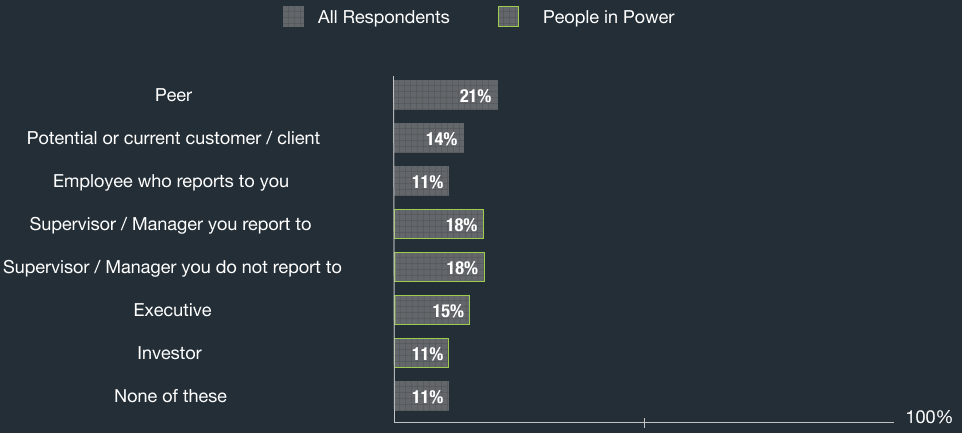 All Respondents People in Power
Peer 21%
Potential or current customer / client 14%
Employee who reports to you 11%
Supervisor / Manager you report to 18%
Supervisor / Manager you do not report to 18%
Executive 15%
Investor 11%
None of these 11%
100%